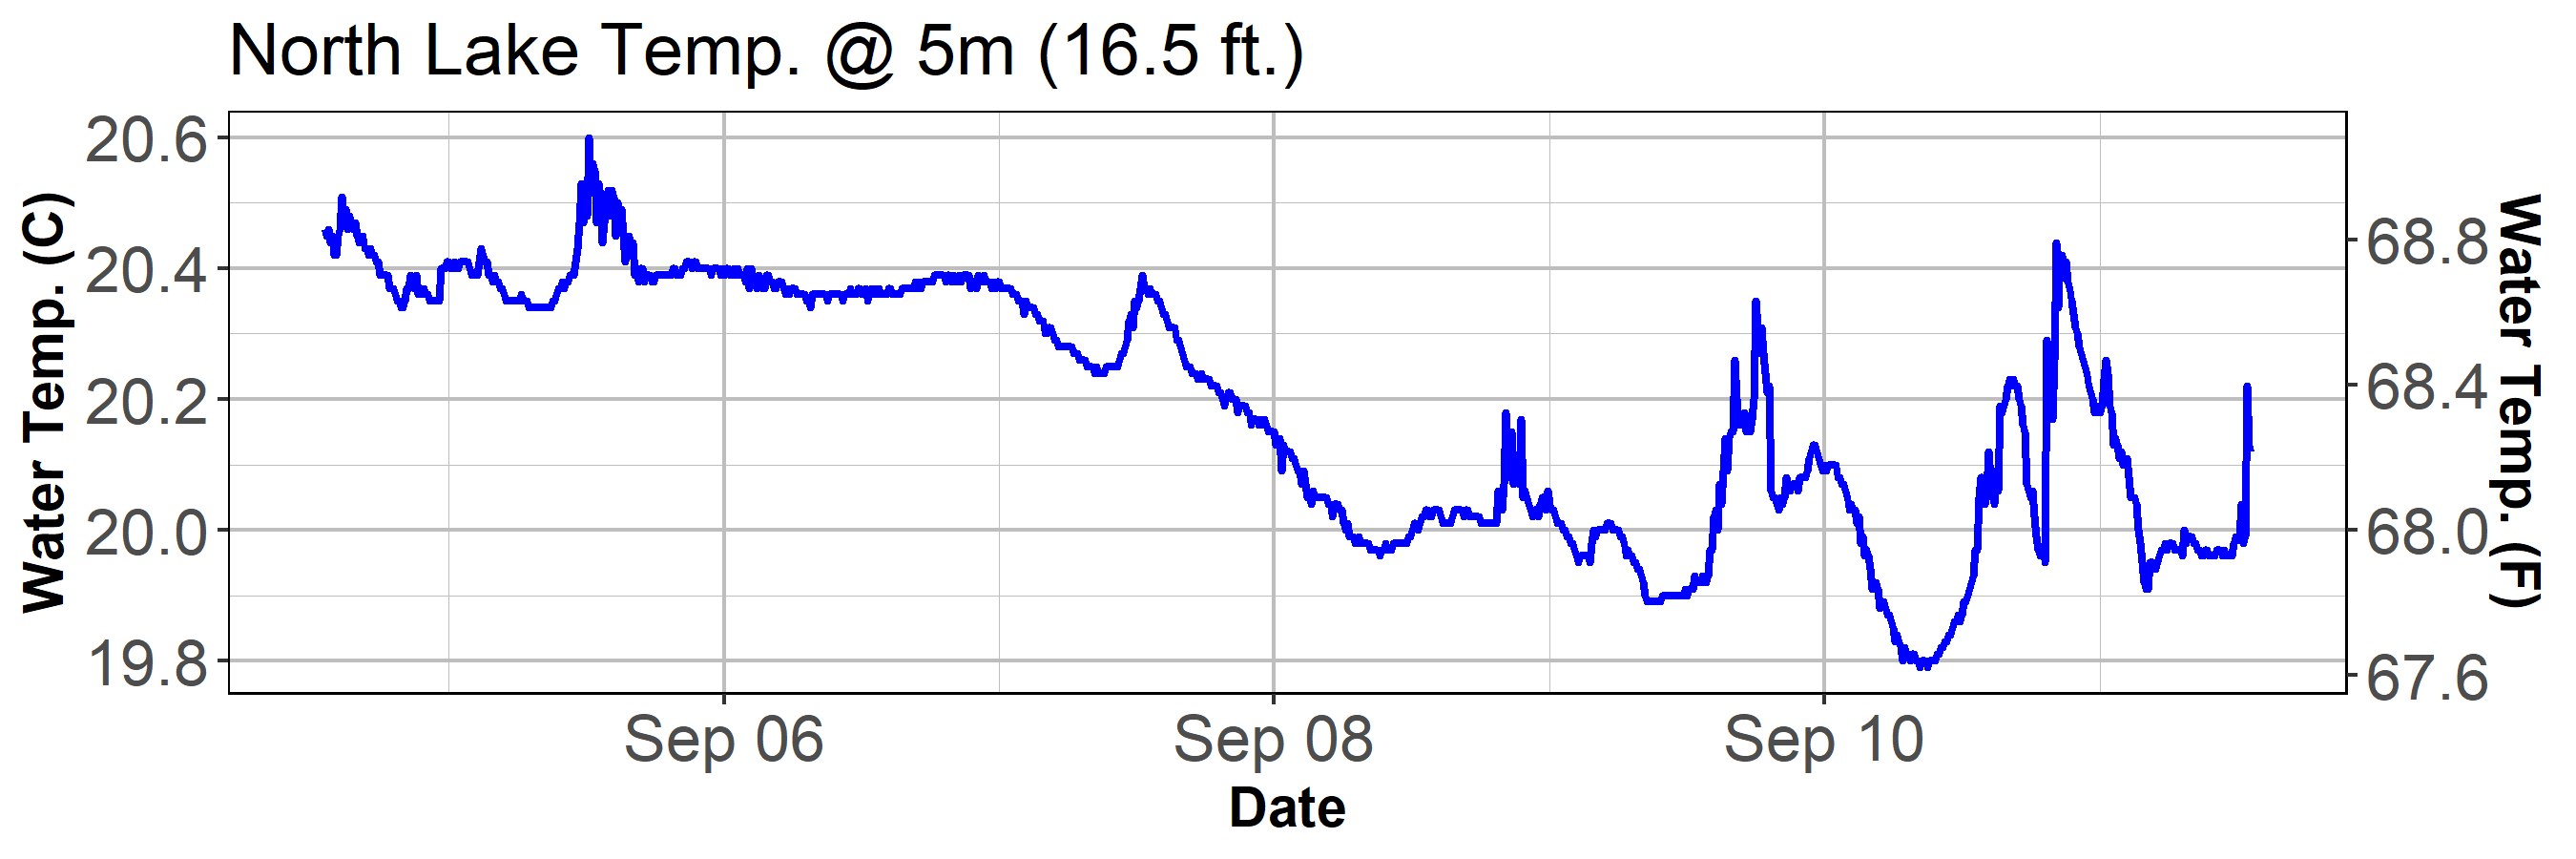 North Lake Temp. @ 5m (16.5 ft.)
Water Temp. (C)
20.6
20.4
20.2
20.0
19.8
68.8
68.4
68.0
67.6
Water Temp. (F)
Sep 06
Sep 08
Sep 10
Date